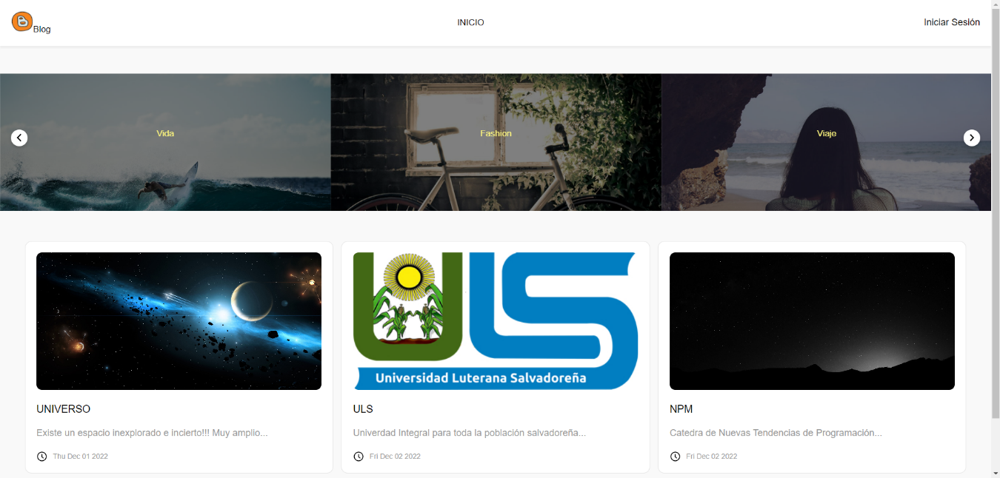 Blog
INICIO
Iniciar Sesión
Vida
Fashion
Viaje
Universidad Luterana Salvadoreña
UNIVERSO
Existe un espacio inexplorado e incierto!!! Muy amplio...
Thu Dec 01 2022
ULS
Univerdad Integral para toda la población salvadoreña...
Fri Dec 02 2022
NPM
Catedra de Nuevas Tendencias de Programación...
Fri Dec 02 2022